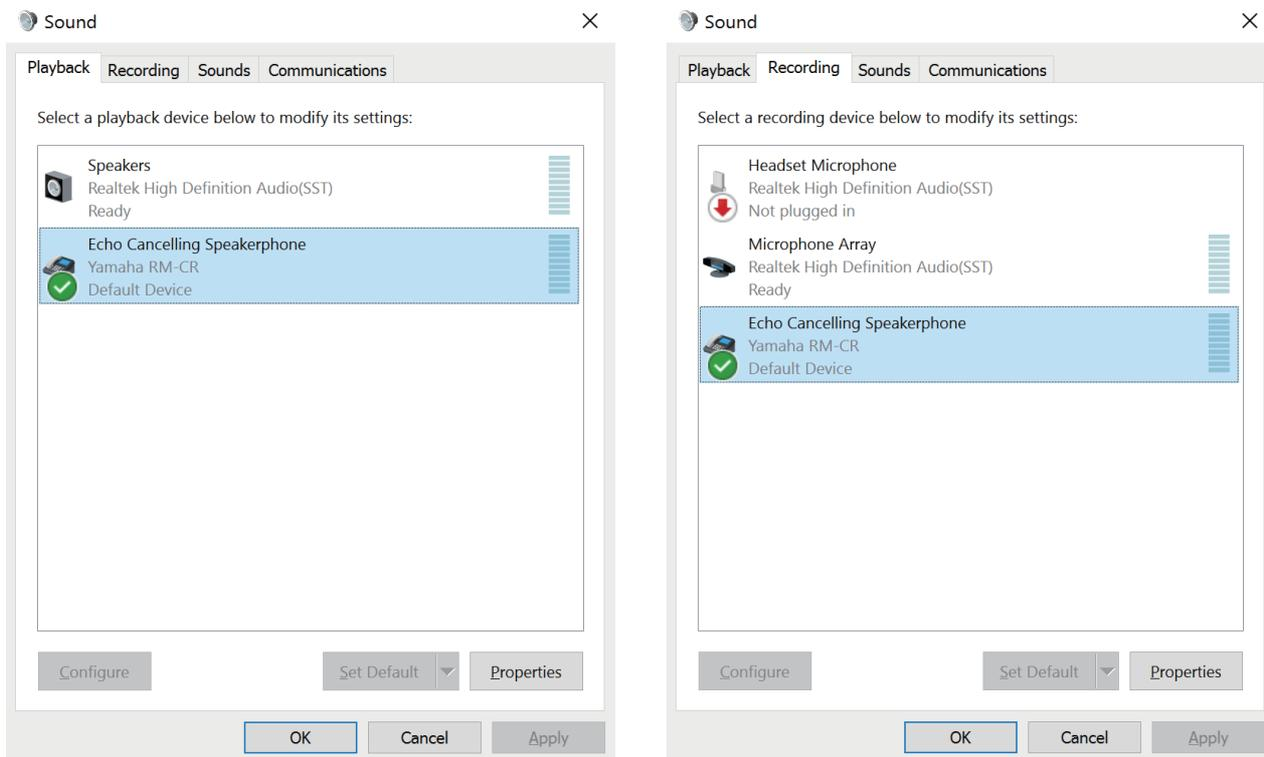 Sound
Playback Recording Sounds Communications
Select a playback device below to modify its settings:
Speakers
Realtek High Definition Audio(SST)
Ready
Echo Cancelling Speakerphone
Yamaha RM-CR
Default Device
Configure Set Default Properties
OK Cancel Apply
Sound
Playback Recording Sounds Communications
Select a recording device below to modify its settings:
Headset Microphone
Realtek High Definition Audio(SST)
Not plugged in
Microphone Array
Realtek High Definition Audio(SST)
Ready
Echo Cancelling Speakerphone
Yamaha RM-CR
Default Device
Configure Set Default Properties
OK Cancel Apply